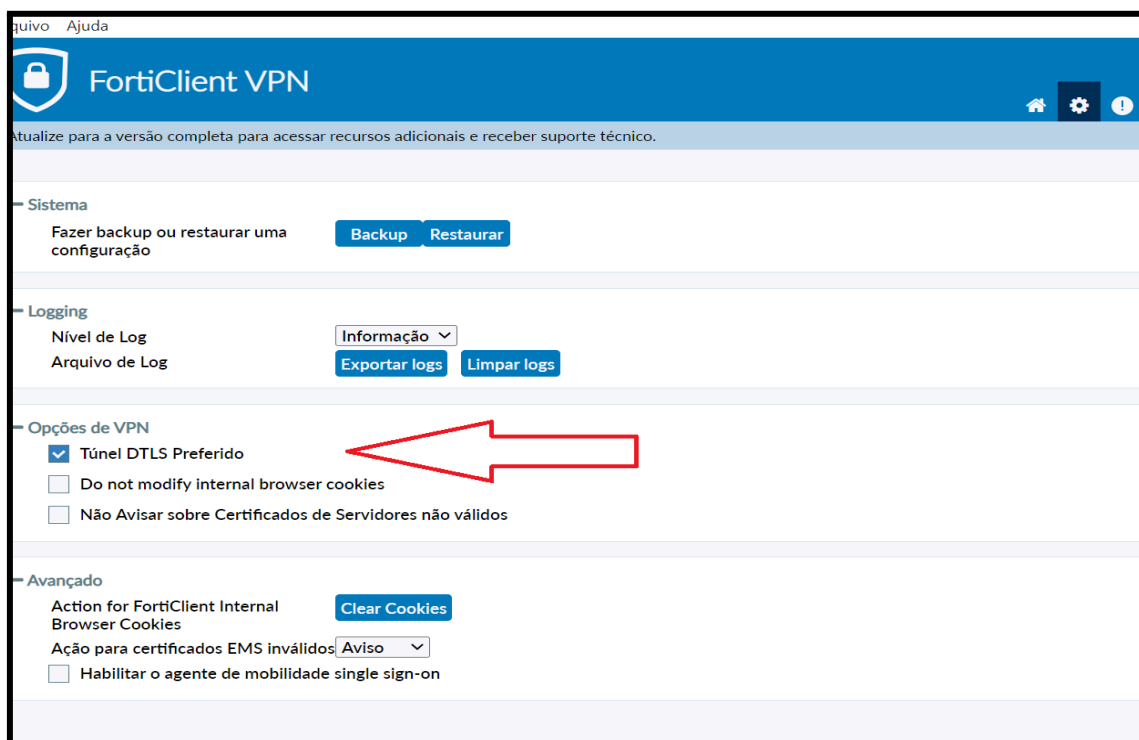 quivo Ajuda
FortiClient VPN
Atualize para a versão completa para acessar recursos adicionais e receber suporte técnico.
Sistema
Fazer backup ou restaurar uma
configuração
Backup Restaurar
Logging
Nível de Log Informação
Arquivo de Log Exportar logs Limpar logs
Opções de VPN
Túnel DTLS Preferido
Do not modify internal browser cookies
Não Avisar sobre Certificados de Servidores não válidos
Avançado
Action for FortiClient Internal
Browser Cookies
Clear Cookies
Ação para certificados EMS inválidos Aviso
Habilitar o agente de mobilidade single sign-on